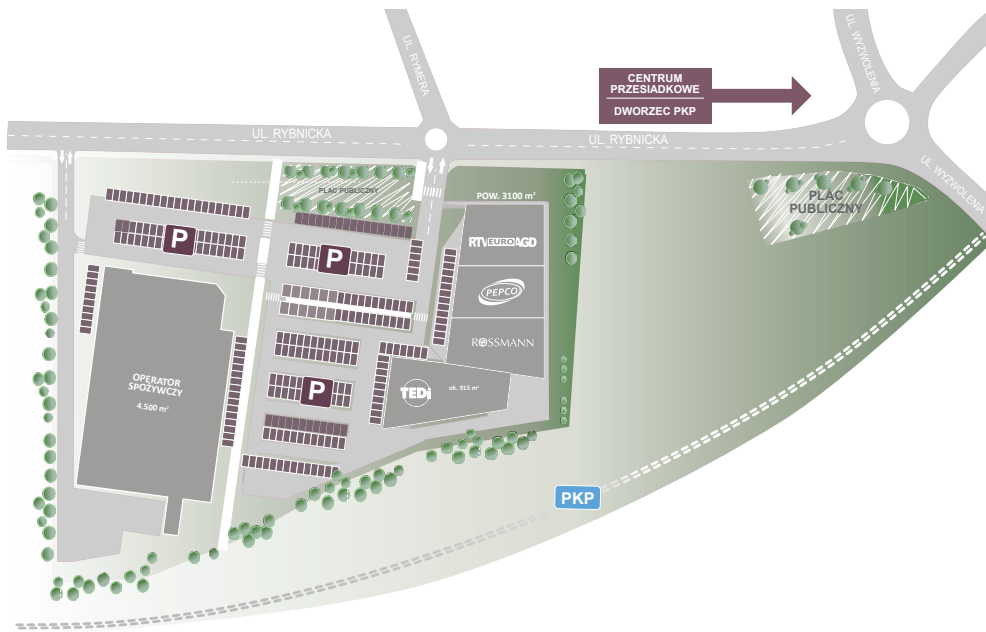 UL. WYZWOLENIA
UL. RYMERA
CENTRUM
PRZESIADKOWE
DWORZEC PKP
UL. RYBNICKA
UL. RYBNICKA
UL. WYZWOLENIA
PLAC PUBLICZNY
POW. 3100 m²
PLAC
PUBLICZNY
P
RTV EURO AGD
P
PEPCO
ROSSMANN
OPERATOR
SPOŻYWCZY
4.500 m²
P
TEDi
ok. 915 m²
PKP